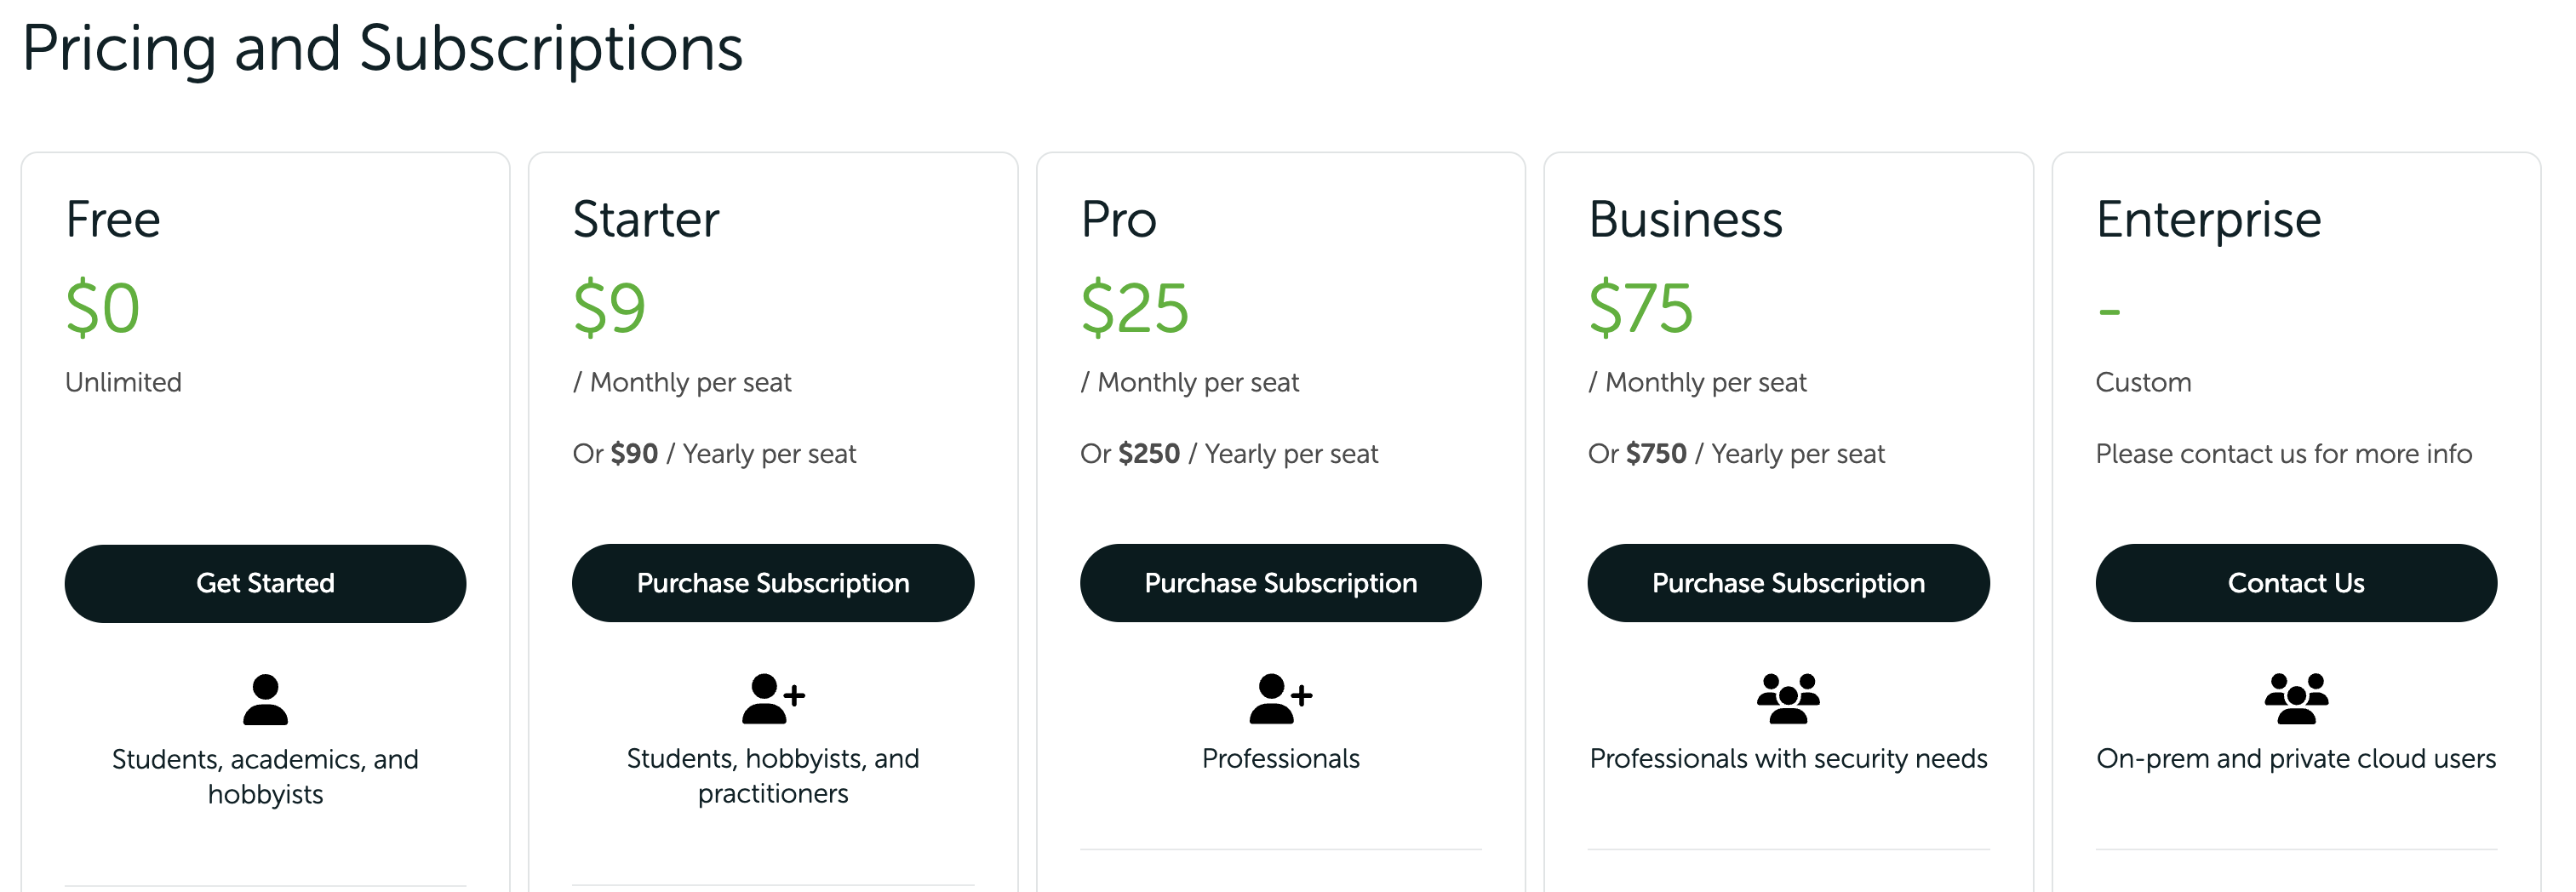 Pricing and Subscriptions
Free
$0
Unlimited
Get Started
Students, academics, and
hobbyists
Starter
$9
/ Monthly per seat
Or $90 / Yearly per seat
Purchase Subscription
Students, hobbyists, and
practitioners
Pro
$25
/ Monthly per seat
Or $250 / Yearly per seat
Purchase Subscription
Professionals
Business
$75
/ Monthly per seat
Or $750 / Yearly per seat
Purchase Subscription
Professionals with security needs
Enterprise
-
Custom
Please contact us for more info
Contact Us
On-prem and private cloud users